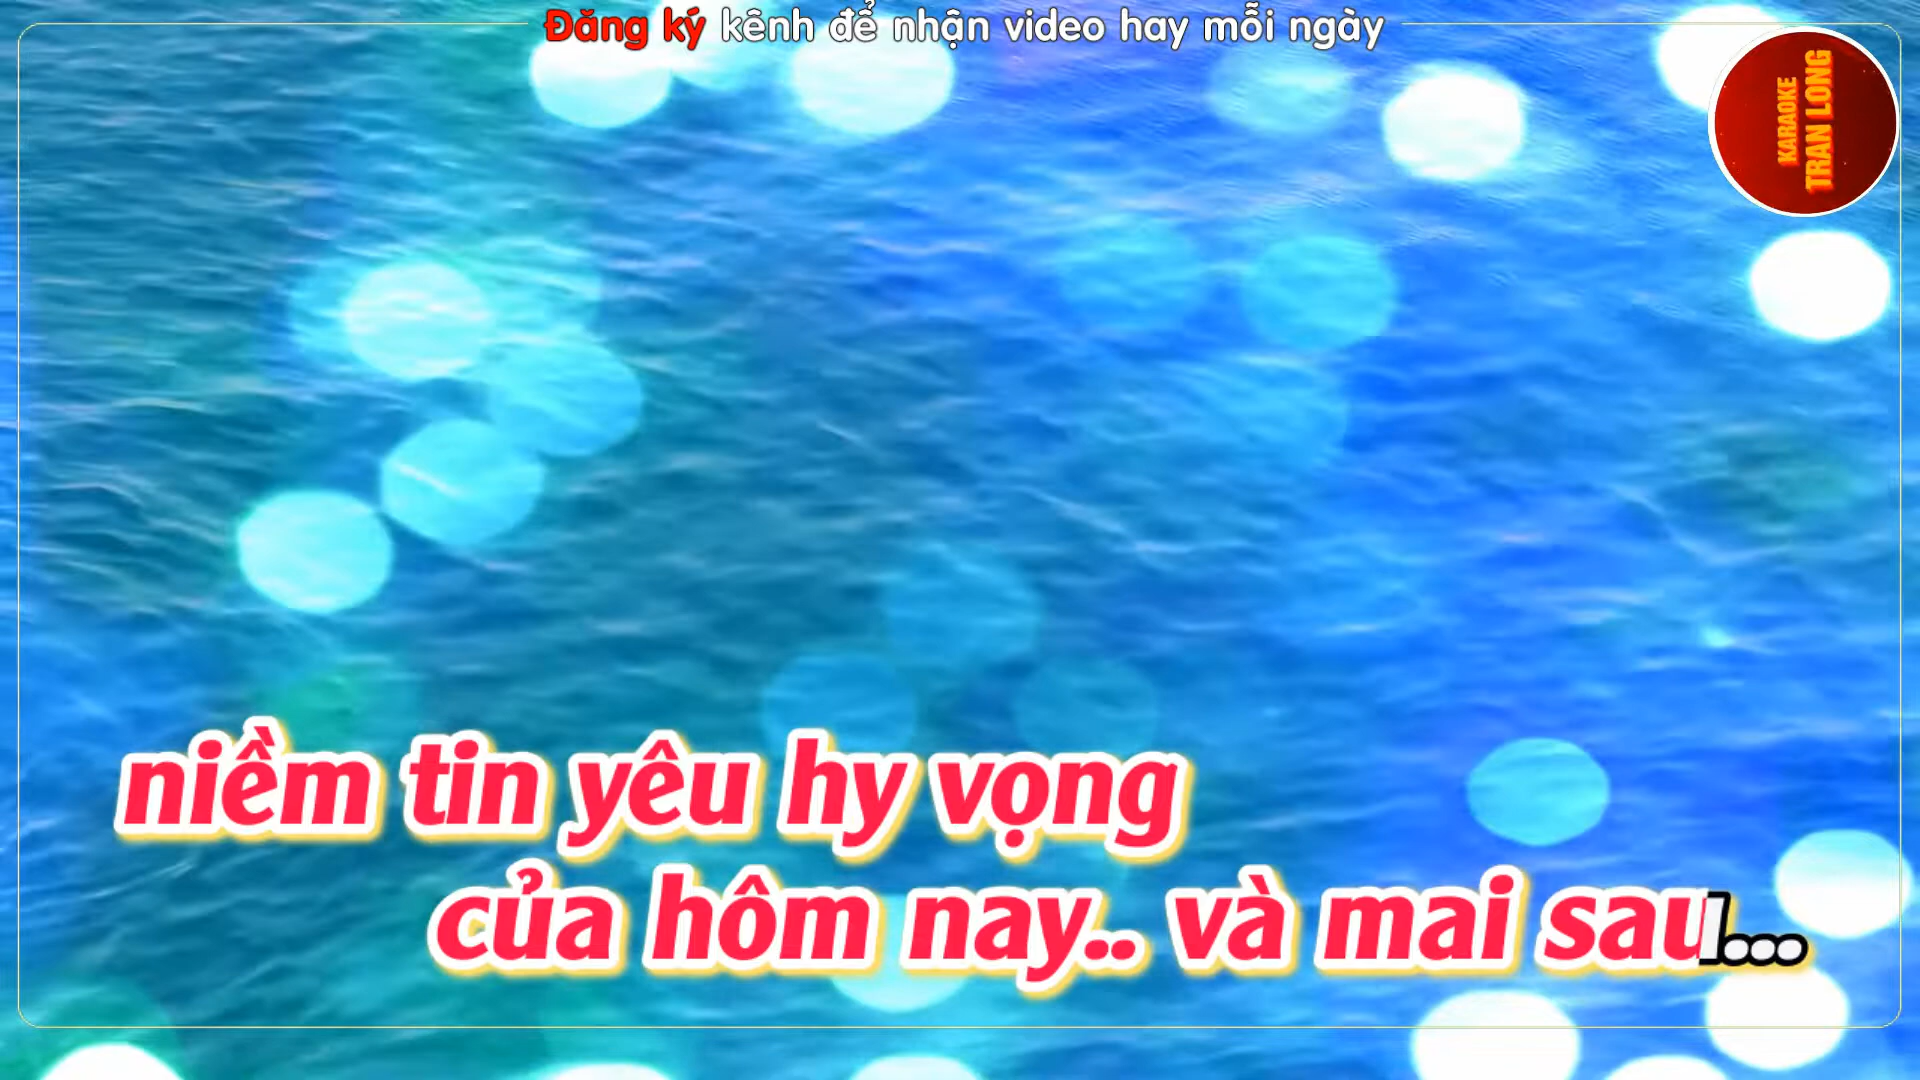 Đăng ký kênh để nhận video hay mỗi ngày
KARAOKE
TRAN LONG
niềm tin yêu hy vọng
của hôm nay.. và mai sau...